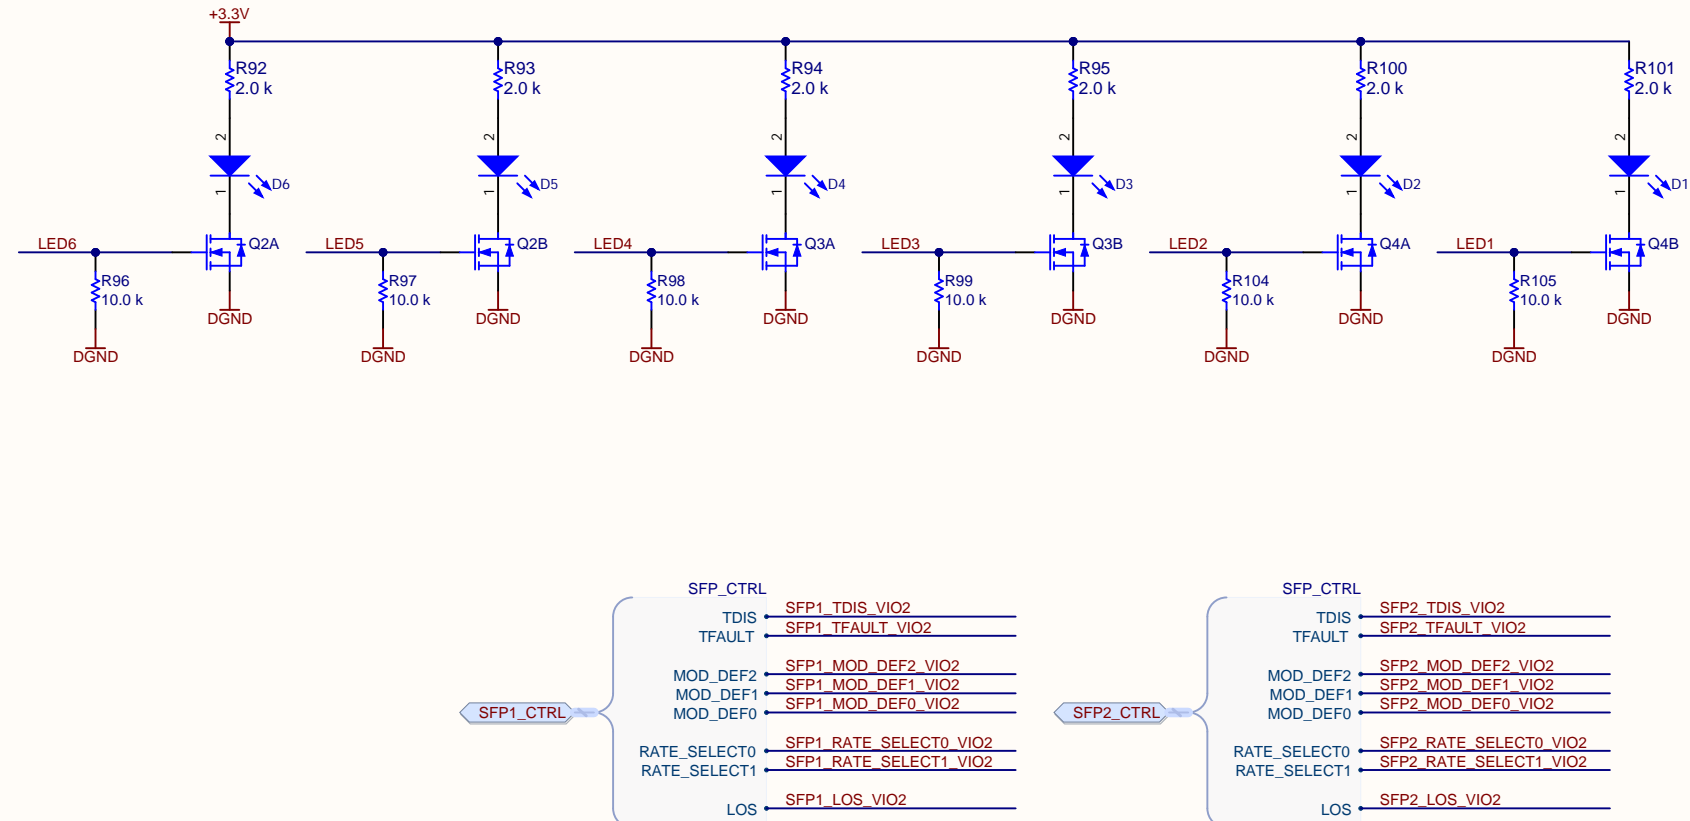 +3.3V
R92 R93 R94 R95 R100 R101
2.0 k 2.0 k 2.0 k 2.0 k 2.0 k 2.0 k
2 2 2 2 2 2
D6 D5 D4 D3 D2 D1
1 1 1 1 1 1
LED6 Q2A LED5 Q2B LED4 Q3A LED3 Q3B LED2 Q4A LED1 Q4B
R96 R97 R98 R99 R104 R105
10.0 k 10.0 k 10.0 k 10.0 k 10.0 k 10.0 k
DGND DGND DGND DGND DGND DGND
DGND DGND DGND DGND DGND DGND
SFP_CTRL
TDIS SFP1_TDIS_VIO2
TFAULT SFP1_TFAULT_VIO2
MOD_DEF2 SFP1_MOD_DEF2_VIO2
MOD_DEF1 SFP1_MOD_DEF1_VIO2
SFP1_CTRL MOD_DEF0 SFP1_MOD_DEF0_VIO2
RATE_SELECT0 SFP1_RATE_SELECT0_VIO2
RATE_SELECT1 SFP1_RATE_SELECT1_VIO2
LOS SFP1_LOS_VIO2
SFP_CTRL
TDIS SFP2_TDIS_VIO2
TFAULT SFP2_TFAULT_VIO2
MOD_DEF2 SFP2_MOD_DEF2_VIO2
MOD_DEF1 SFP2_MOD_DEF1_VIO2
SFP2_CTRL MOD_DEF0 SFP2_MOD_DEF0_VIO2
RATE_SELECT0 SFP2_RATE_SELECT0_VIO2
RATE_SELECT1 SFP2_RATE_SELECT1_VIO2
LOS SFP2_LOS_VIO2